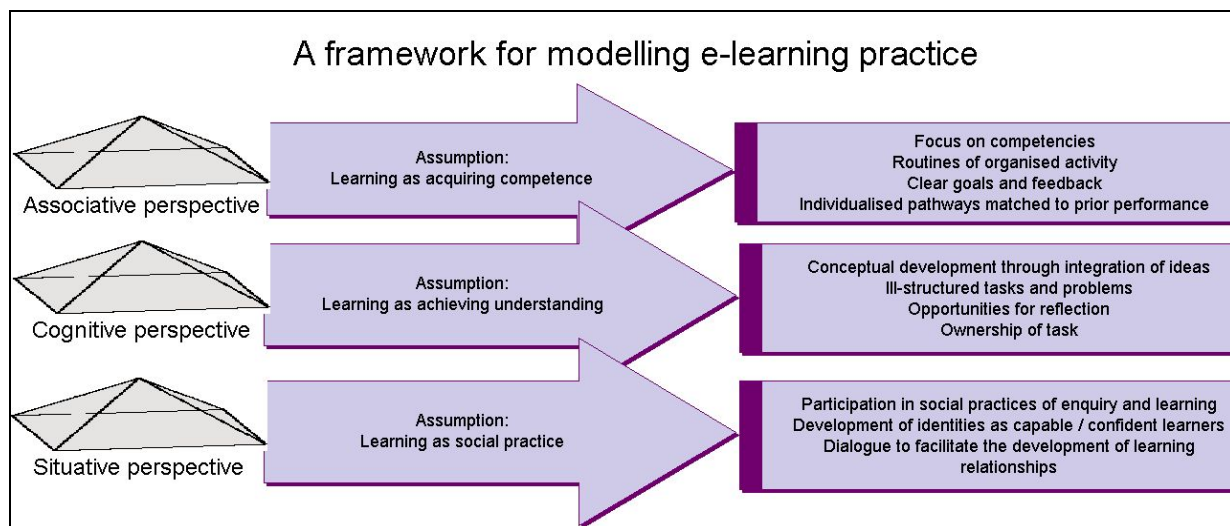 A framework for modelling e-learning practice
Associative perspective
Assumption:
Learning as acquiring competence
Focus on competencies
Routines of organised activity
Clear goals and feedback
Individualised pathways matched to prior performance
Cognitive perspective
Assumption:
Learning as achieving understanding
Conceptual development through integration of ideas
Ill-structured tasks and problems
Opportunities for reflection
Ownership of task
Situative perspective
Assumption:
Learning as social practice
Participation in social practices of enquiry and learning
Development of identities as capable / confident learners
Dialogue to facilitate the development of learning
relationships